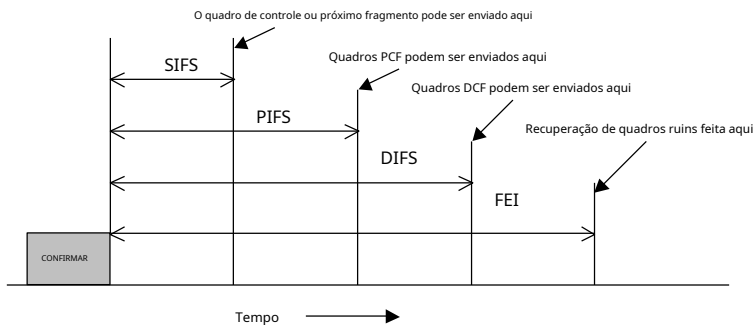 O quadro de controle ou próximo fragmento pode ser enviado aqui
Quadros PCF podem ser enviados aqui
SIFS
Quadros DCF podem ser enviados aqui
PIFS
Recuperação de quadros ruins feita aqui
DIFS
FEI
CONFIRMAR
Tempo